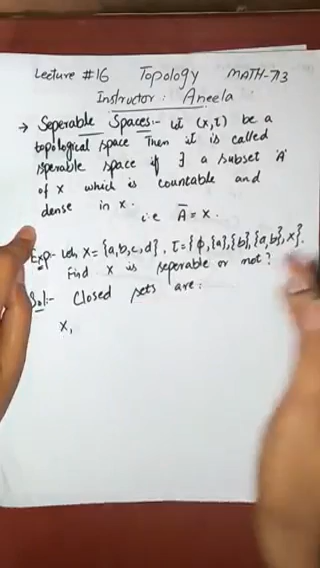 Lecture #16 Topology MATH-713
Instructor: Aneela
→ Seperable Spaces:- Let (X,τ) be a
topological space Then it is called
seperable space if ∃ a subset 'A'
of X which is countable and
dense in X.
i.e Ā = X.
Exp- Let X = {a,b,c,d}, τ = {φ, {a}, {b}, {a,b}, X}.
Find X is seperable or not?
Sol:- Closed sets are:
X,